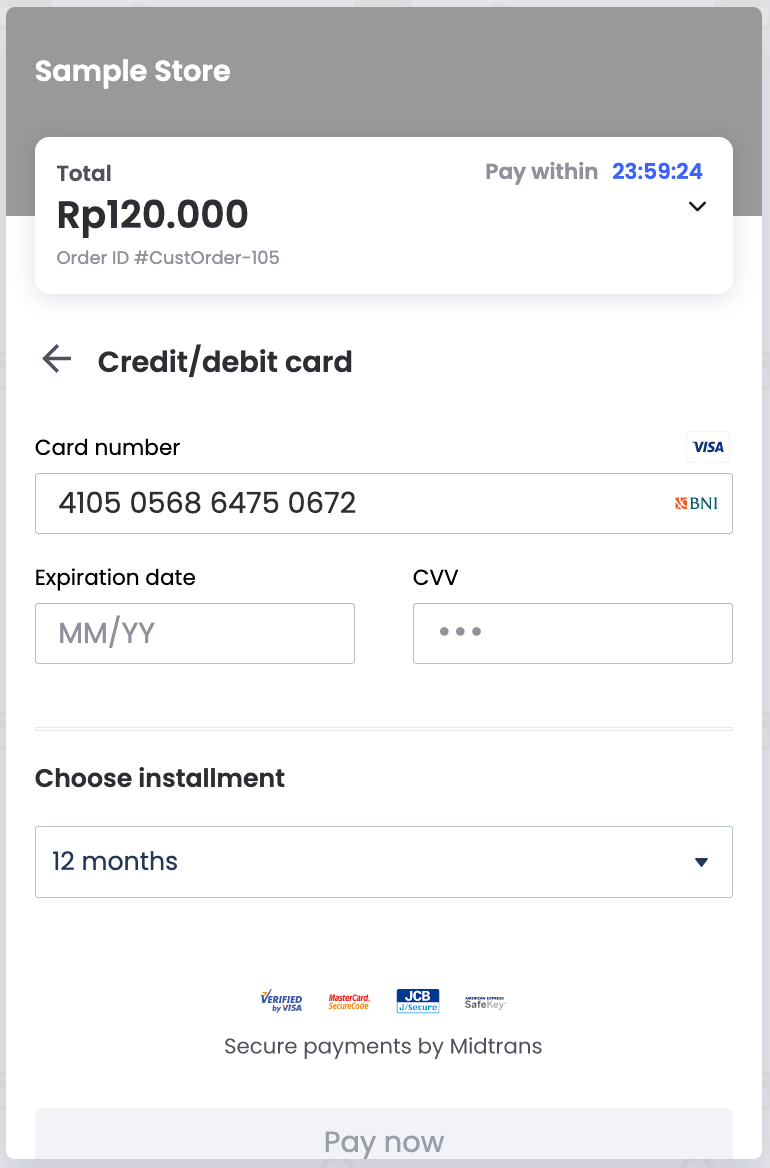 Sample Store
Total
Pay within 23:59:24
Rp120.000
Order ID #CustOrder-105
Credit/debit card
Card number
VISA
4105 0568 6475 0672
BNI
Expiration date
CVV
MM/YY
Choose installment
12 months
VERIFIED by VISA
MasterCard. SecureCode
JCB J/Secure
AMERICAN EXPRESS SafeKey
Secure payments by Midtrans
Pay now